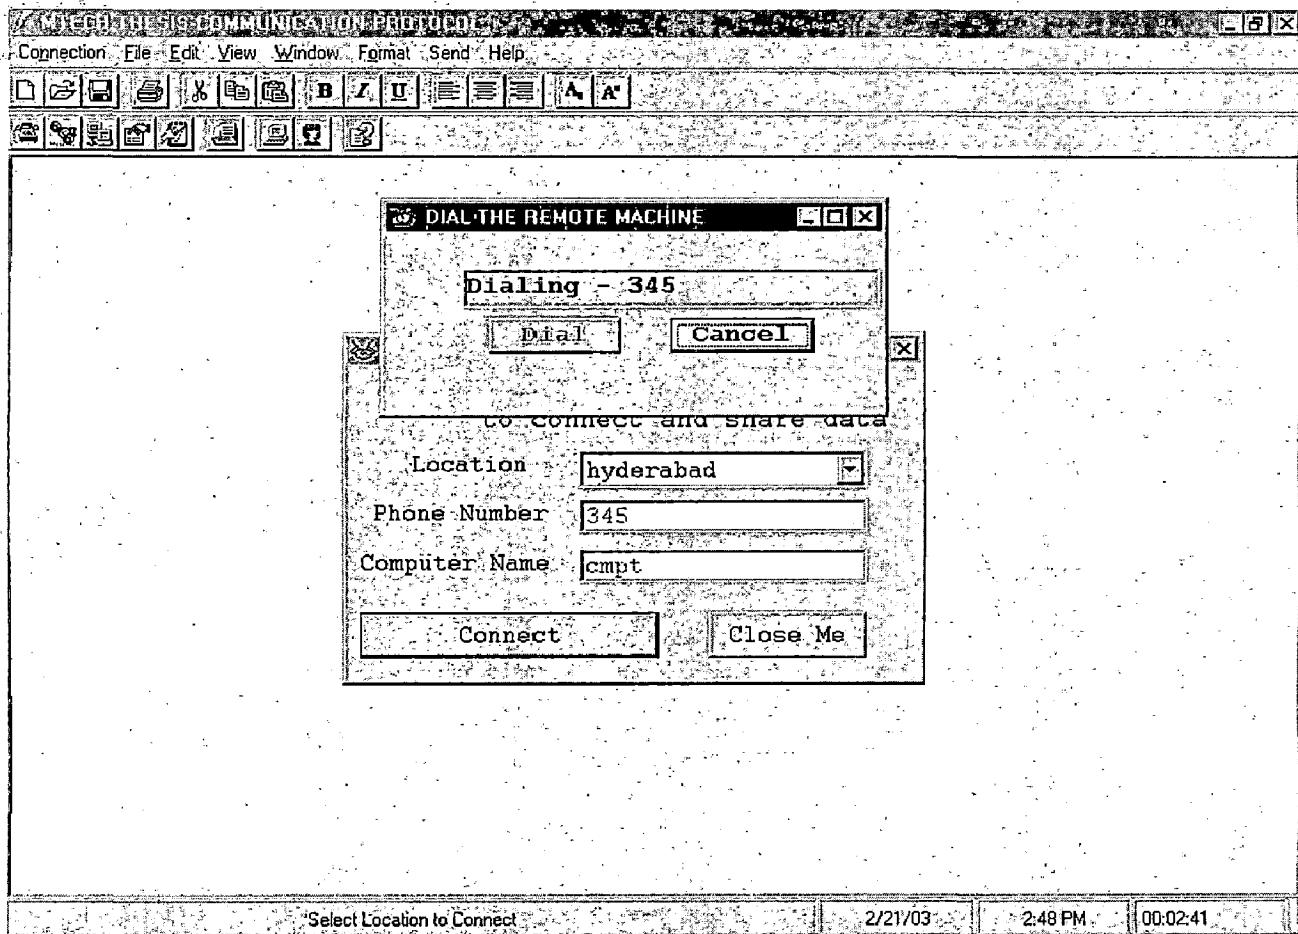 MTECH THESIS COMMUNICATION PROTOCOL
Connection File Edit View Window Format Send Help
B I U A A
DIAL THE REMOTE MACHINE
Dialing - 345
Dial Cancel
to connect and share data
Location hyderabad
Phone Number 345
Computer Name cmpt
Connect Close Me
Select Location to Connect 2/21/03 2:48 PM 00:02:41